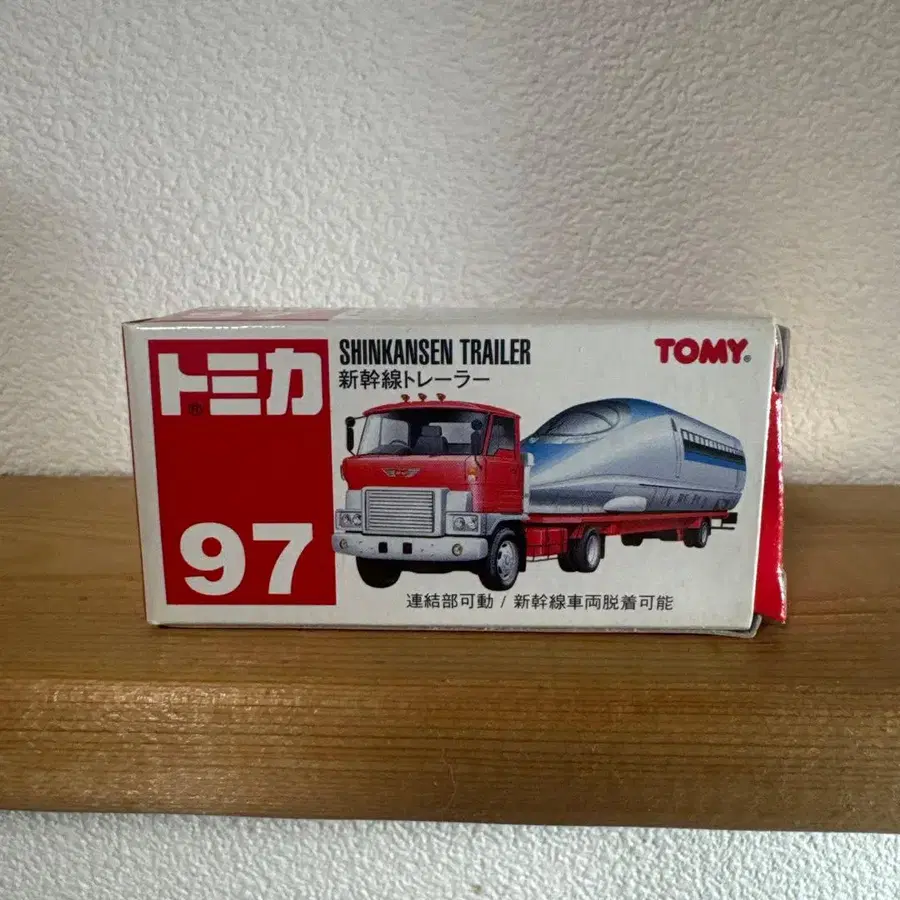 トミカ®
97
SHINKANSEN TRAILER
新幹線トレーラー
TOMY®
連結部可動 / 新幹線車両脱着可能